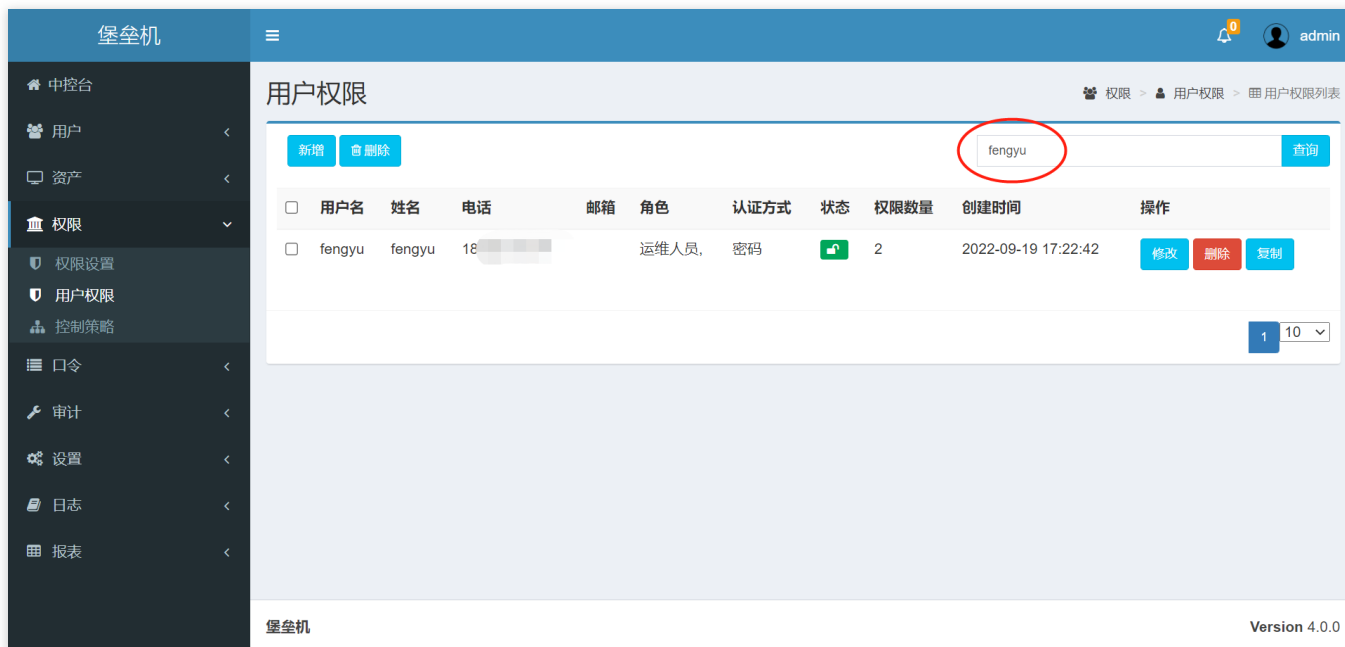 堡垒机
0
admin
中控台
用户
资产
权限
权限设置
用户权限
控制策略
口令
审计
设置
日志
报表
用户权限
权限 > 用户权限 > 用户权限列表
新增 删除 fengyu 查询
用户名 姓名 电话 邮箱 角色 认证方式 状态 权限数量 创建时间 操作
fengyu fengyu 18 运维人员, 密码 2 2022-09-19 17:22:42 修改 删除 复制
1 10
堡垒机 Version 4.0.0